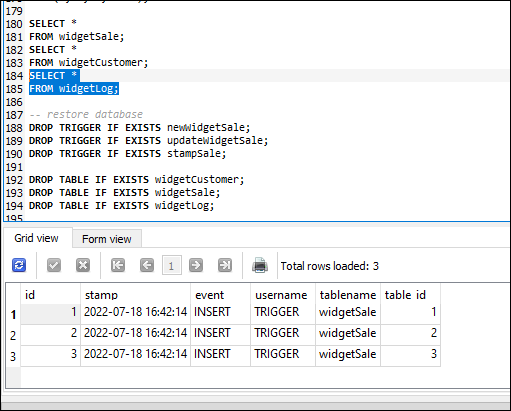 179
180 SELECT *
181 FROM widgetSale;
182 SELECT *
183 FROM widgetCustomer;
184 SELECT *
185 FROM widgetLog;
186
187 -- restore database
188 DROP TRIGGER IF EXISTS newWidgetSale;
189 DROP TRIGGER IF EXISTS updateWidgetSale;
190 DROP TRIGGER IF EXISTS stampSale;
191
192 DROP TABLE IF EXISTS widgetCustomer;
193 DROP TABLE IF EXISTS widgetSale;
194 DROP TABLE IF EXISTS widgetLog;
195
Grid view Form view
1 Total rows loaded: 3
id stamp event username tablename table_id
1 1 2022-07-18 16:42:14 INSERT TRIGGER widgetSale 1
2 2 2022-07-18 16:42:14 INSERT TRIGGER widgetSale 2
3 3 2022-07-18 16:42:14 INSERT TRIGGER widgetSale 3